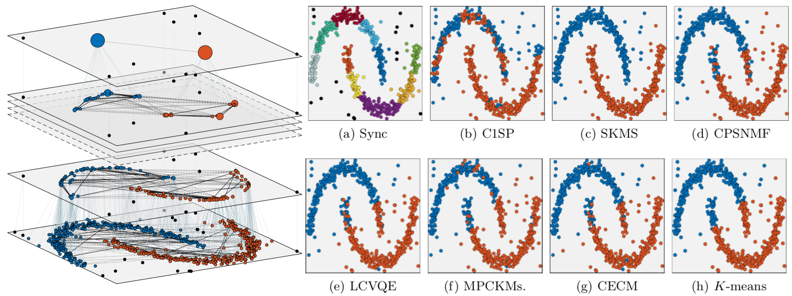 (a) Sync
(b) C1SP
(c) SKMS
(d) CPSNMF
(e) LCVQE
(f) MPCKMs.
(g) CECM
(h) K-means